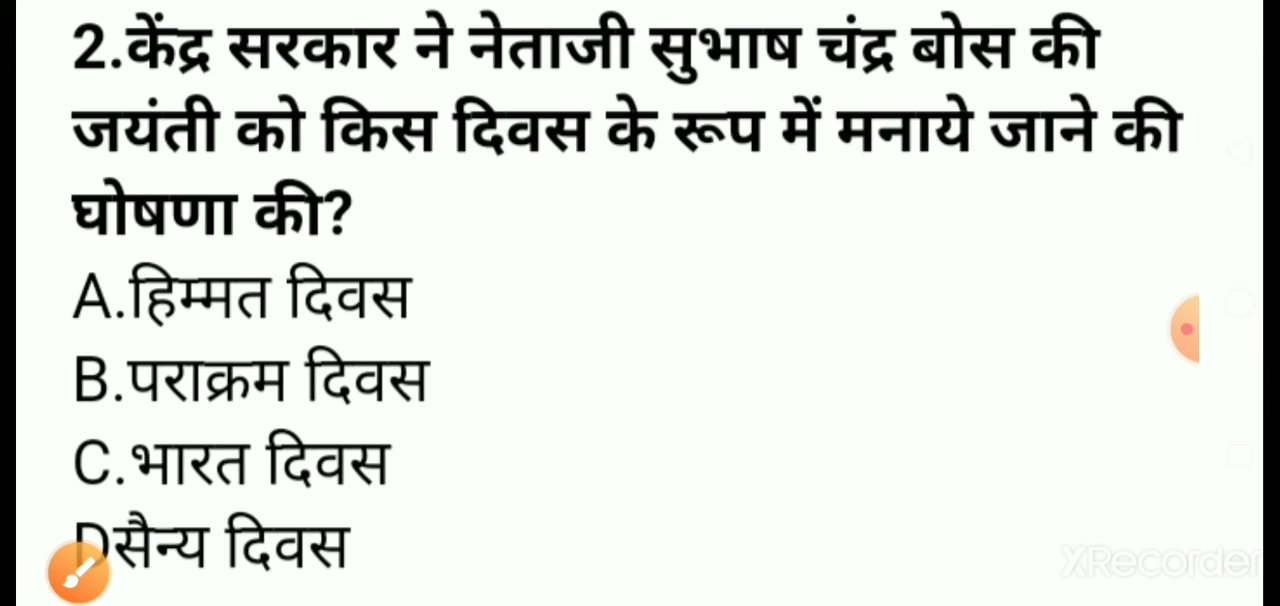 2.केंद्र सरकार ने नेताजी सुभाष चंद्र बोस की
जयंती को किस दिवस के रूप में मनाये जाने की
घोषणा की?
A.हिम्मत दिवस
B.पराक्रम दिवस
C.भारत दिवस
Dसैन्य दिवस
XRecorder